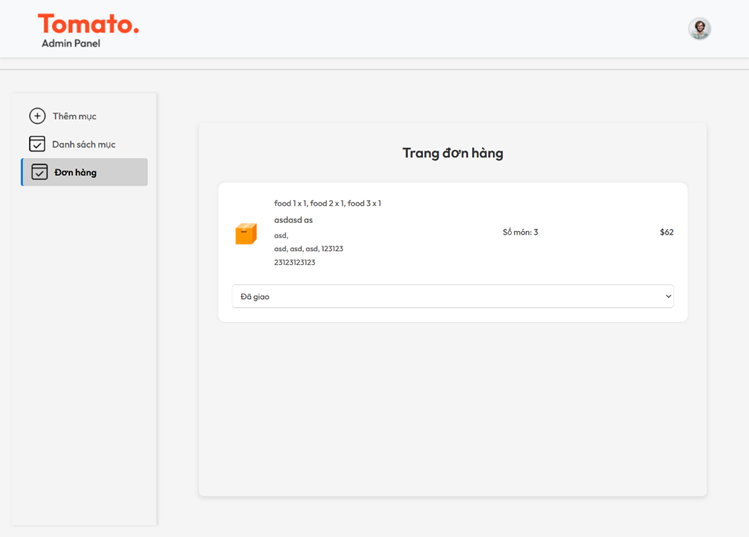 Tomato.
Admin Panel
Thêm mục
Danh sách mục
Đơn hàng
Trang đơn hàng
food 1 x 1, food 2 x 1, food 3 x 1
asdasd as
asd,
asd, asd, asd, 123123
23123123123
Số món: 3
$62
Đã giao